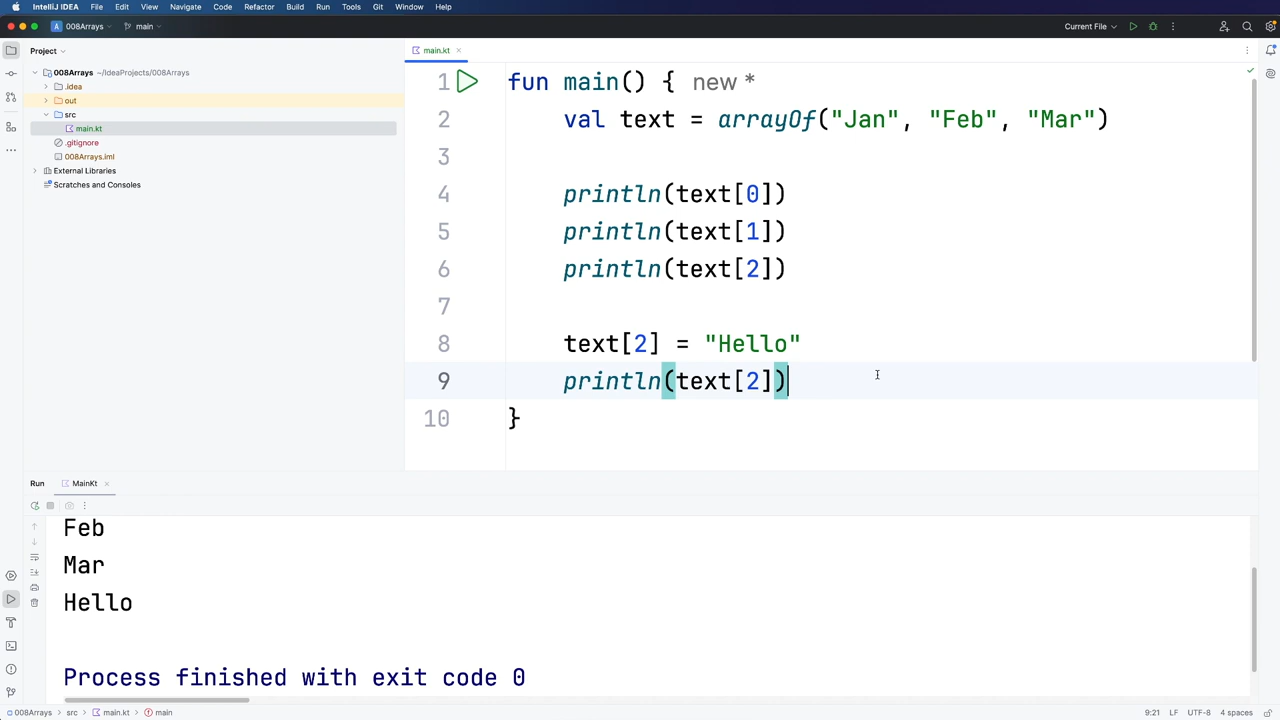 IntelliJ IDEA File Edit View Navigate Code Refactor Build Run Tools Git Window Help
A 008Arrays main Current File
Project main.kt
008Arrays ~/IdeaProjects/008Arrays
.idea
out
src
main.kt
.gitignore
008Arrays.iml
External Libraries
Scratches and Consoles
1 fun main() { new *
2 val text = arrayOf("Jan", "Feb", "Mar")
3
4 println(text[0])
5 println(text[1])
6 println(text[2])
7
8 text[2] = "Hello"
9 println(text[2])
10 }
Run MainKt
Feb
Mar
Hello
Process finished with exit code 0
008Arrays src main.kt main 9:21 LF UTF-8 4 spaces